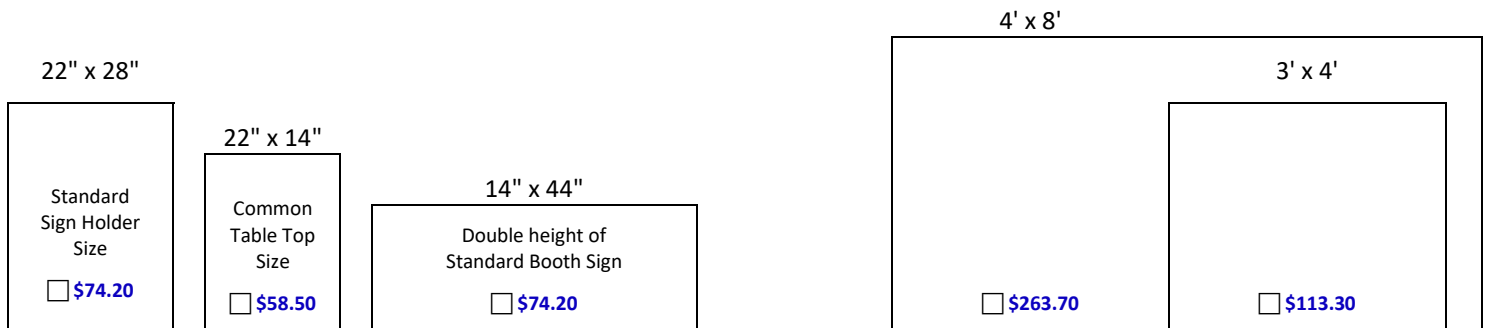 4' x 8'
22" x 28"
3' x 4'
22" x 14"
14" x 44"
Standard
Sign Holder
Size
$74.20
Common
Table Top
Size
$58.50
Double height of
Standard Booth Sign
$74.20
$263.70
$113.30